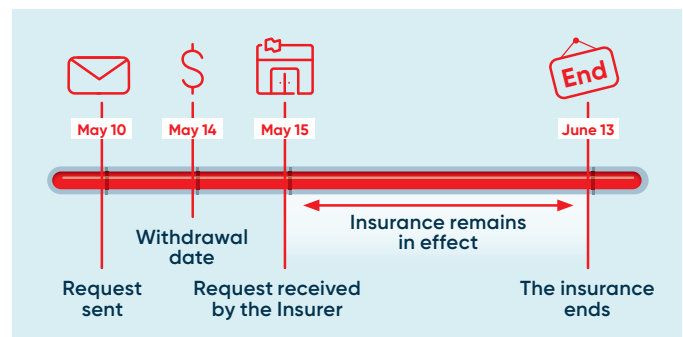 $
End
May 10
May 14
May 15
June 13
Insurance remains
in effect
Withdrawal
date
Request
sent
Request received
by the Insurer
The insurance
ends